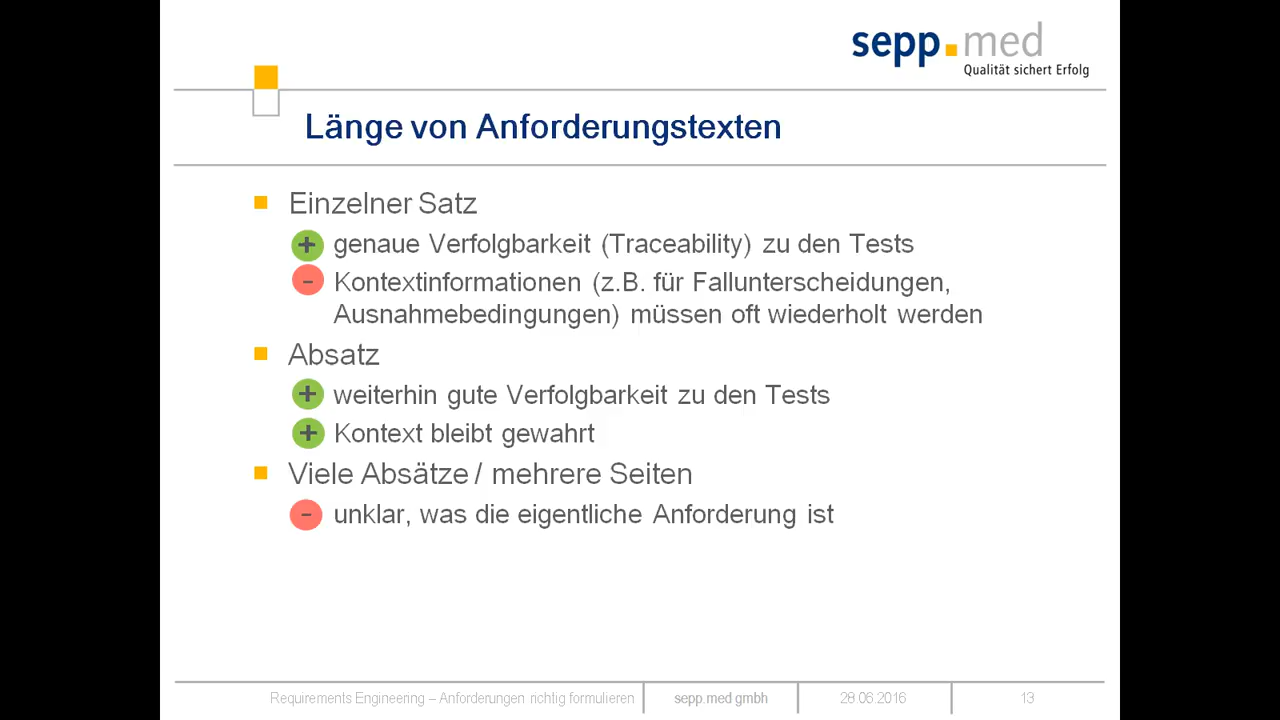 sepp.med
Qualität sichert Erfolg
Länge von Anforderungstexten
Einzelner Satz
+ genaue Verfolgbarkeit (Traceability) zu den Tests
- Kontextinformationen (z.B. für Fallunterscheidungen,
Ausnahmebedingungen) müssen oft wiederholt werden
Absatz
+ weiterhin gute Verfolgbarkeit zu den Tests
+ Kontext bleibt gewahrt
Viele Absätze / mehrere Seiten
- unklar, was die eigentliche Anforderung ist
Requirements Engineering – Anforderungen richtig formulieren sepp.med gmbh 28.06.2016 13